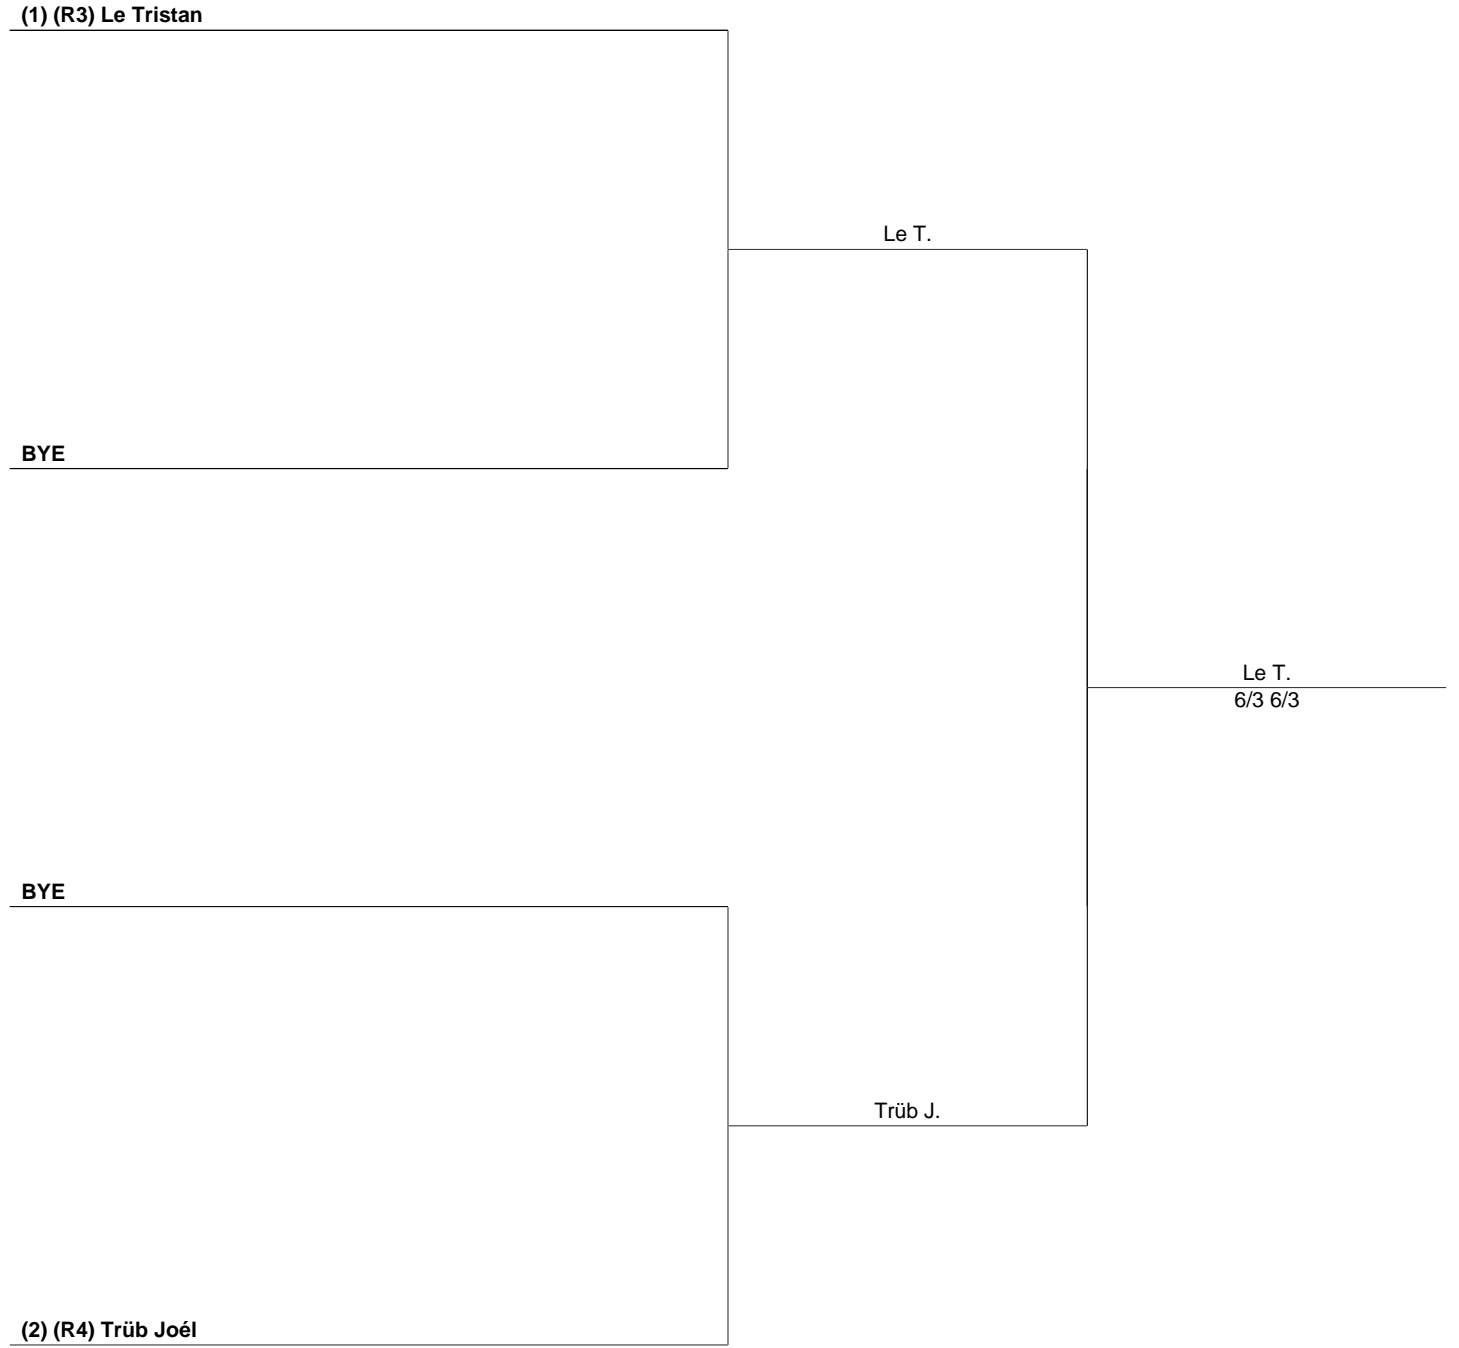 (1) (R3) Le Tristan
Le T.
BYE
Le T.
6/3 6/3
BYE
Trüb J.
(2) (R4) Trüb Joél